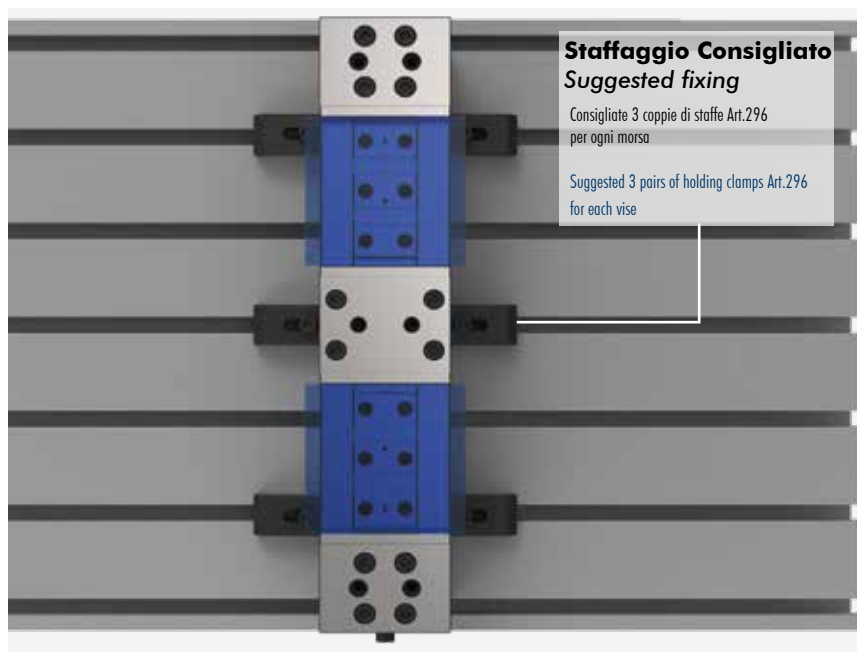 Staffaggio Consigliato
Suggested fixing
Consigliate 3 coppie di staffe Art.296
per ogni morsa
Suggested 3 pairs of holding clamps Art.296
for each vise